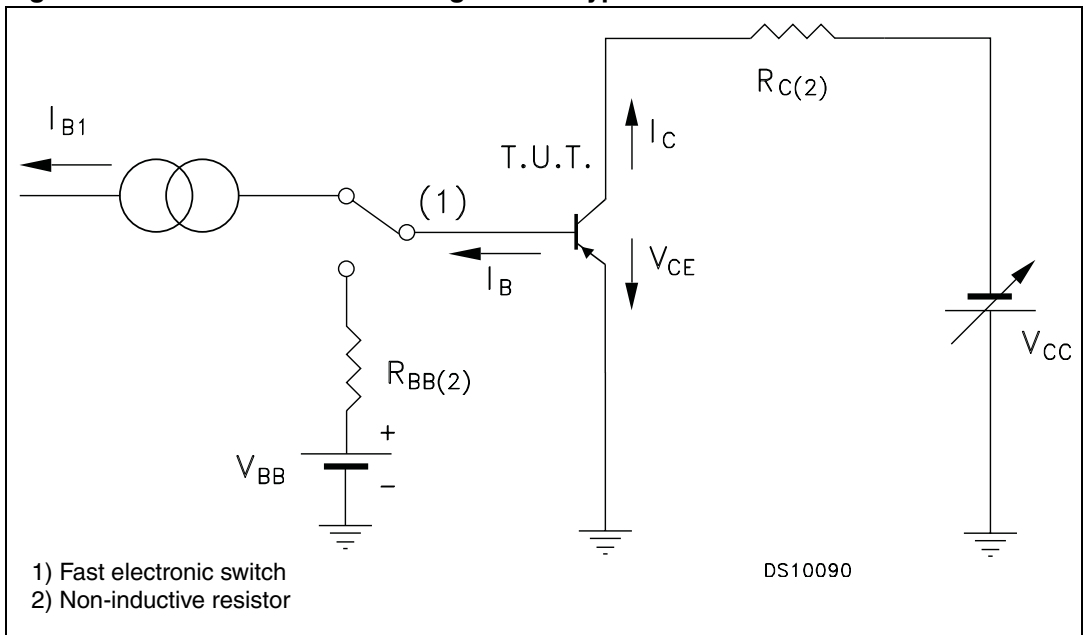 I B1
T.U.T.
(1)
I B
I C
V CE
R C(2)
V CC
R BB(2)
V BB
+
−
1) Fast electronic switch
2) Non-inductive resistor
DS10090